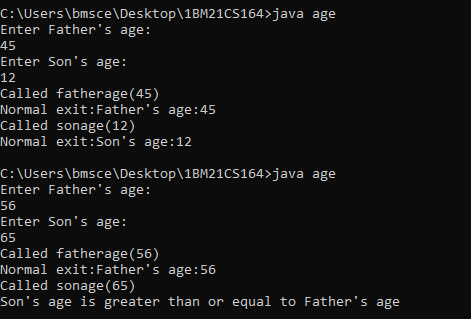 C:\Users\bmsce\Desktop\1BM21CS164>java age
Enter Father's age:
45
Enter Son's age:
12
Called fatherage(45)
Normal exit:Father's age:45
Called sonage(12)
Normal exit:Son's age:12
C:\Users\bmsce\Desktop\1BM21CS164>java age
Enter Father's age:
56
Enter Son's age:
65
Called fatherage(56)
Normal exit:Father's age:56
Called sonage(65)
Son's age is greater than or equal to Father's age